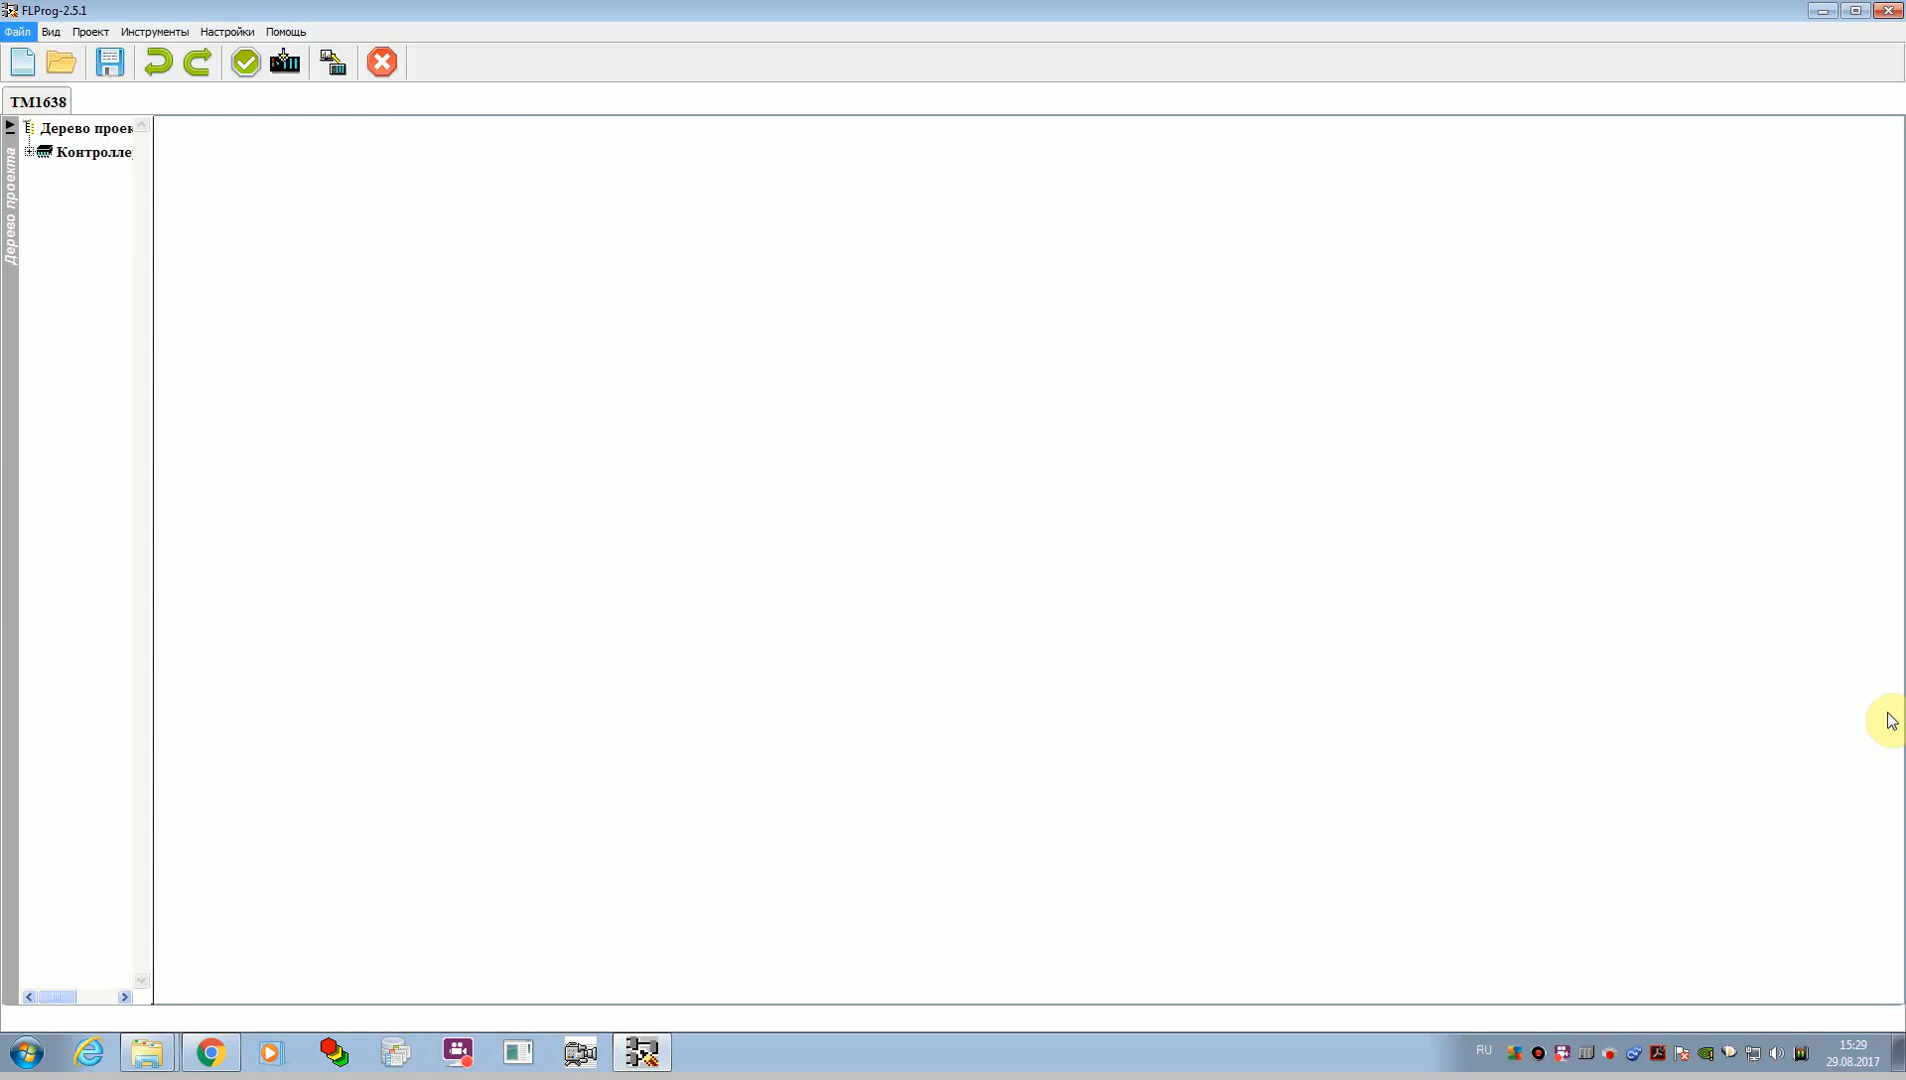 FLProg-2.5.1
Файл Вид Проект Инструменты Настройки Помощь
TM1638
Дерево проек
Контролле
Дерево проекта
RU
15:29
29.08.2017